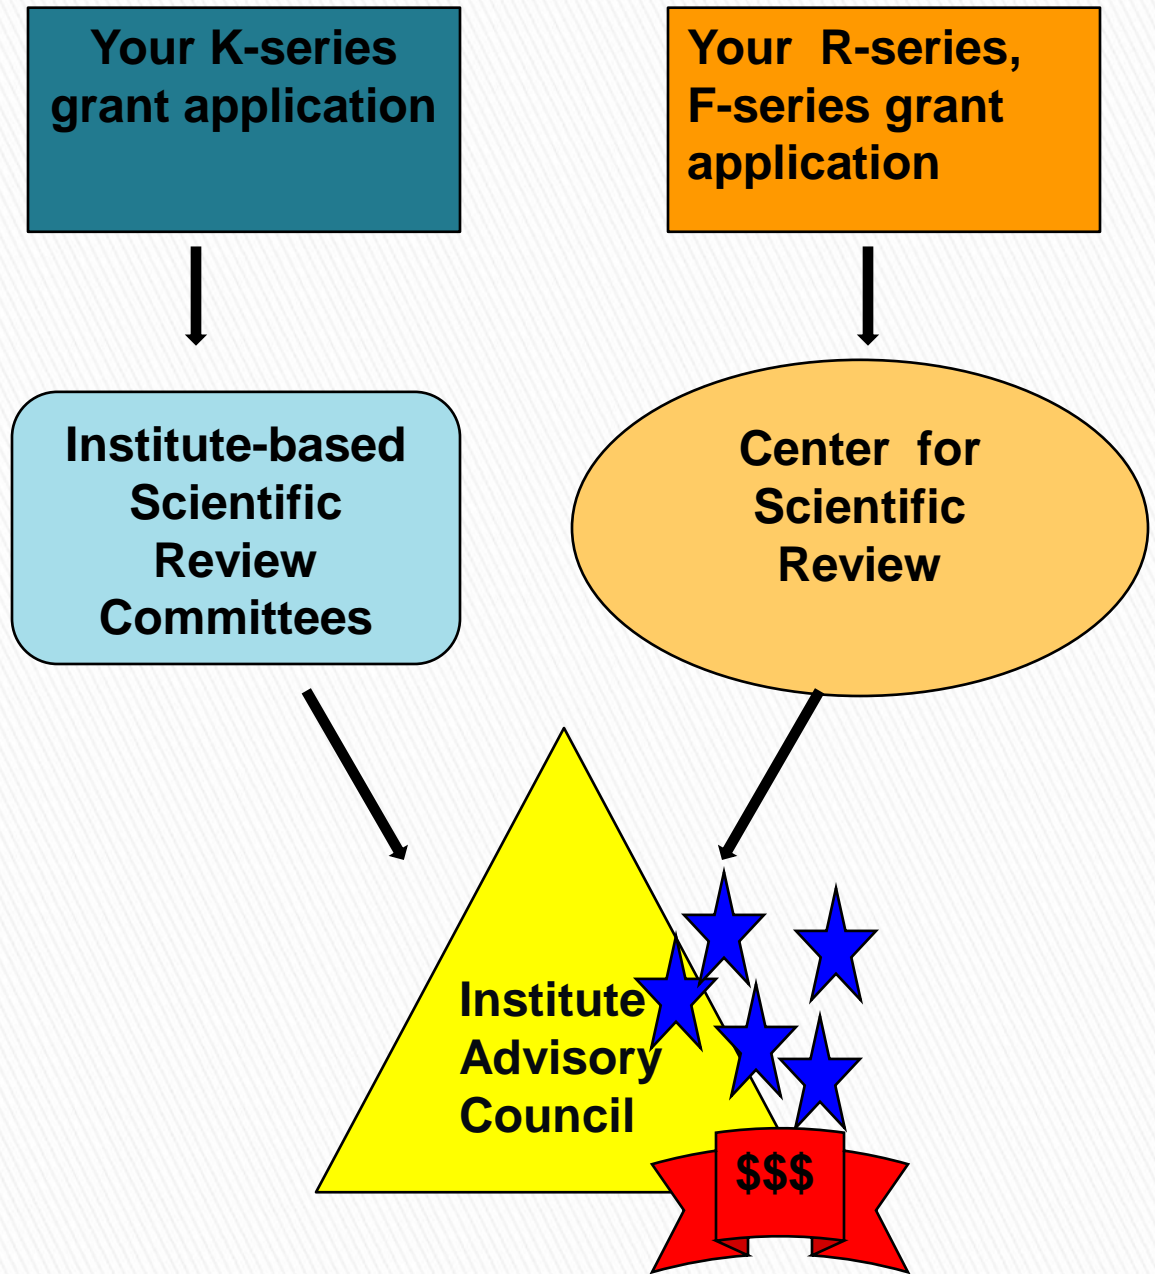 Your K-series
grant application
Your R-series,
F-series grant
application
Institute-based
Scientific
Review
Committees
Center for
Scientific
Review
Institute
Advisory
Council
$$$